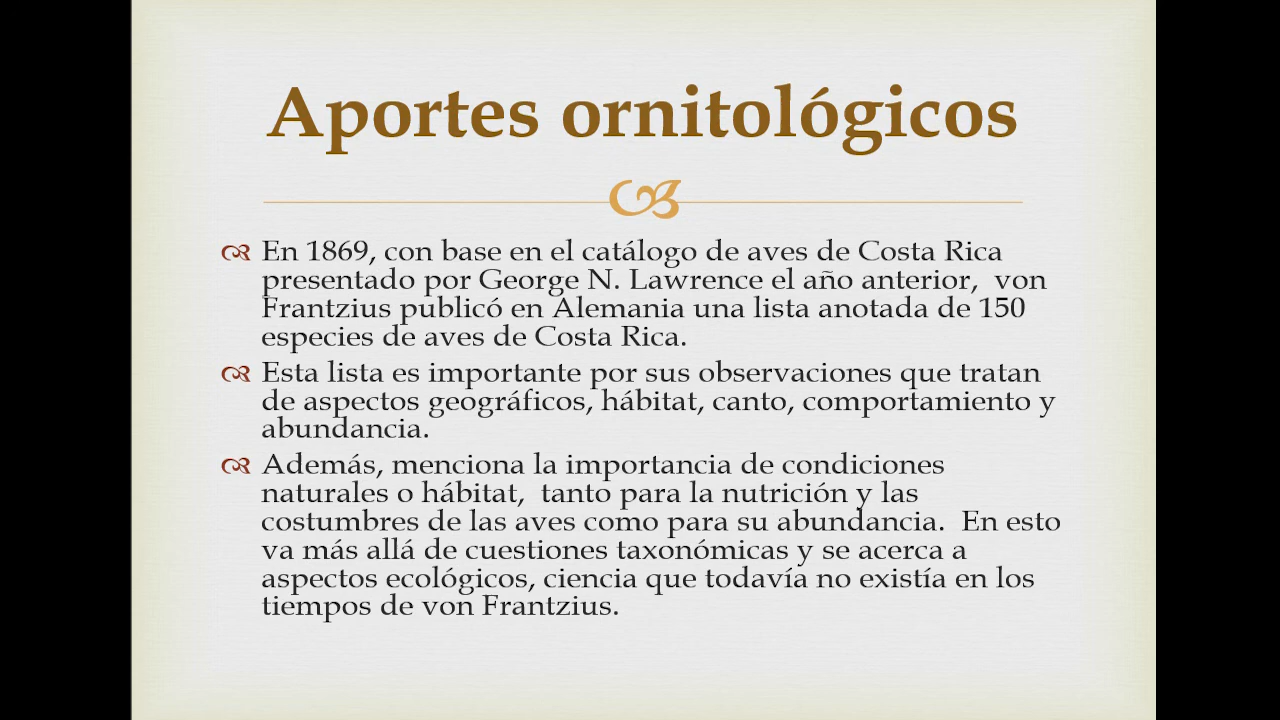 Aportes ornitológicos
En 1869, con base en el catálogo de aves de Costa Rica
presentado por George N. Lawrence el año anterior,  von
Frantzius publicó en Alemania una lista anotada de 150
especies de aves de Costa Rica.
Esta lista es importante por sus observaciones que tratan
de aspectos geográficos, hábitat, canto, comportamiento y
abundancia.
Además, menciona la importancia de condiciones
naturales o hábitat,  tanto para la nutrición y las
costumbres de las aves como para su abundancia.  En esto
va más allá de cuestiones taxonómicas y se acerca a
aspectos ecológicos, ciencia que todavía no existía en los
tiempos de von Frantzius.